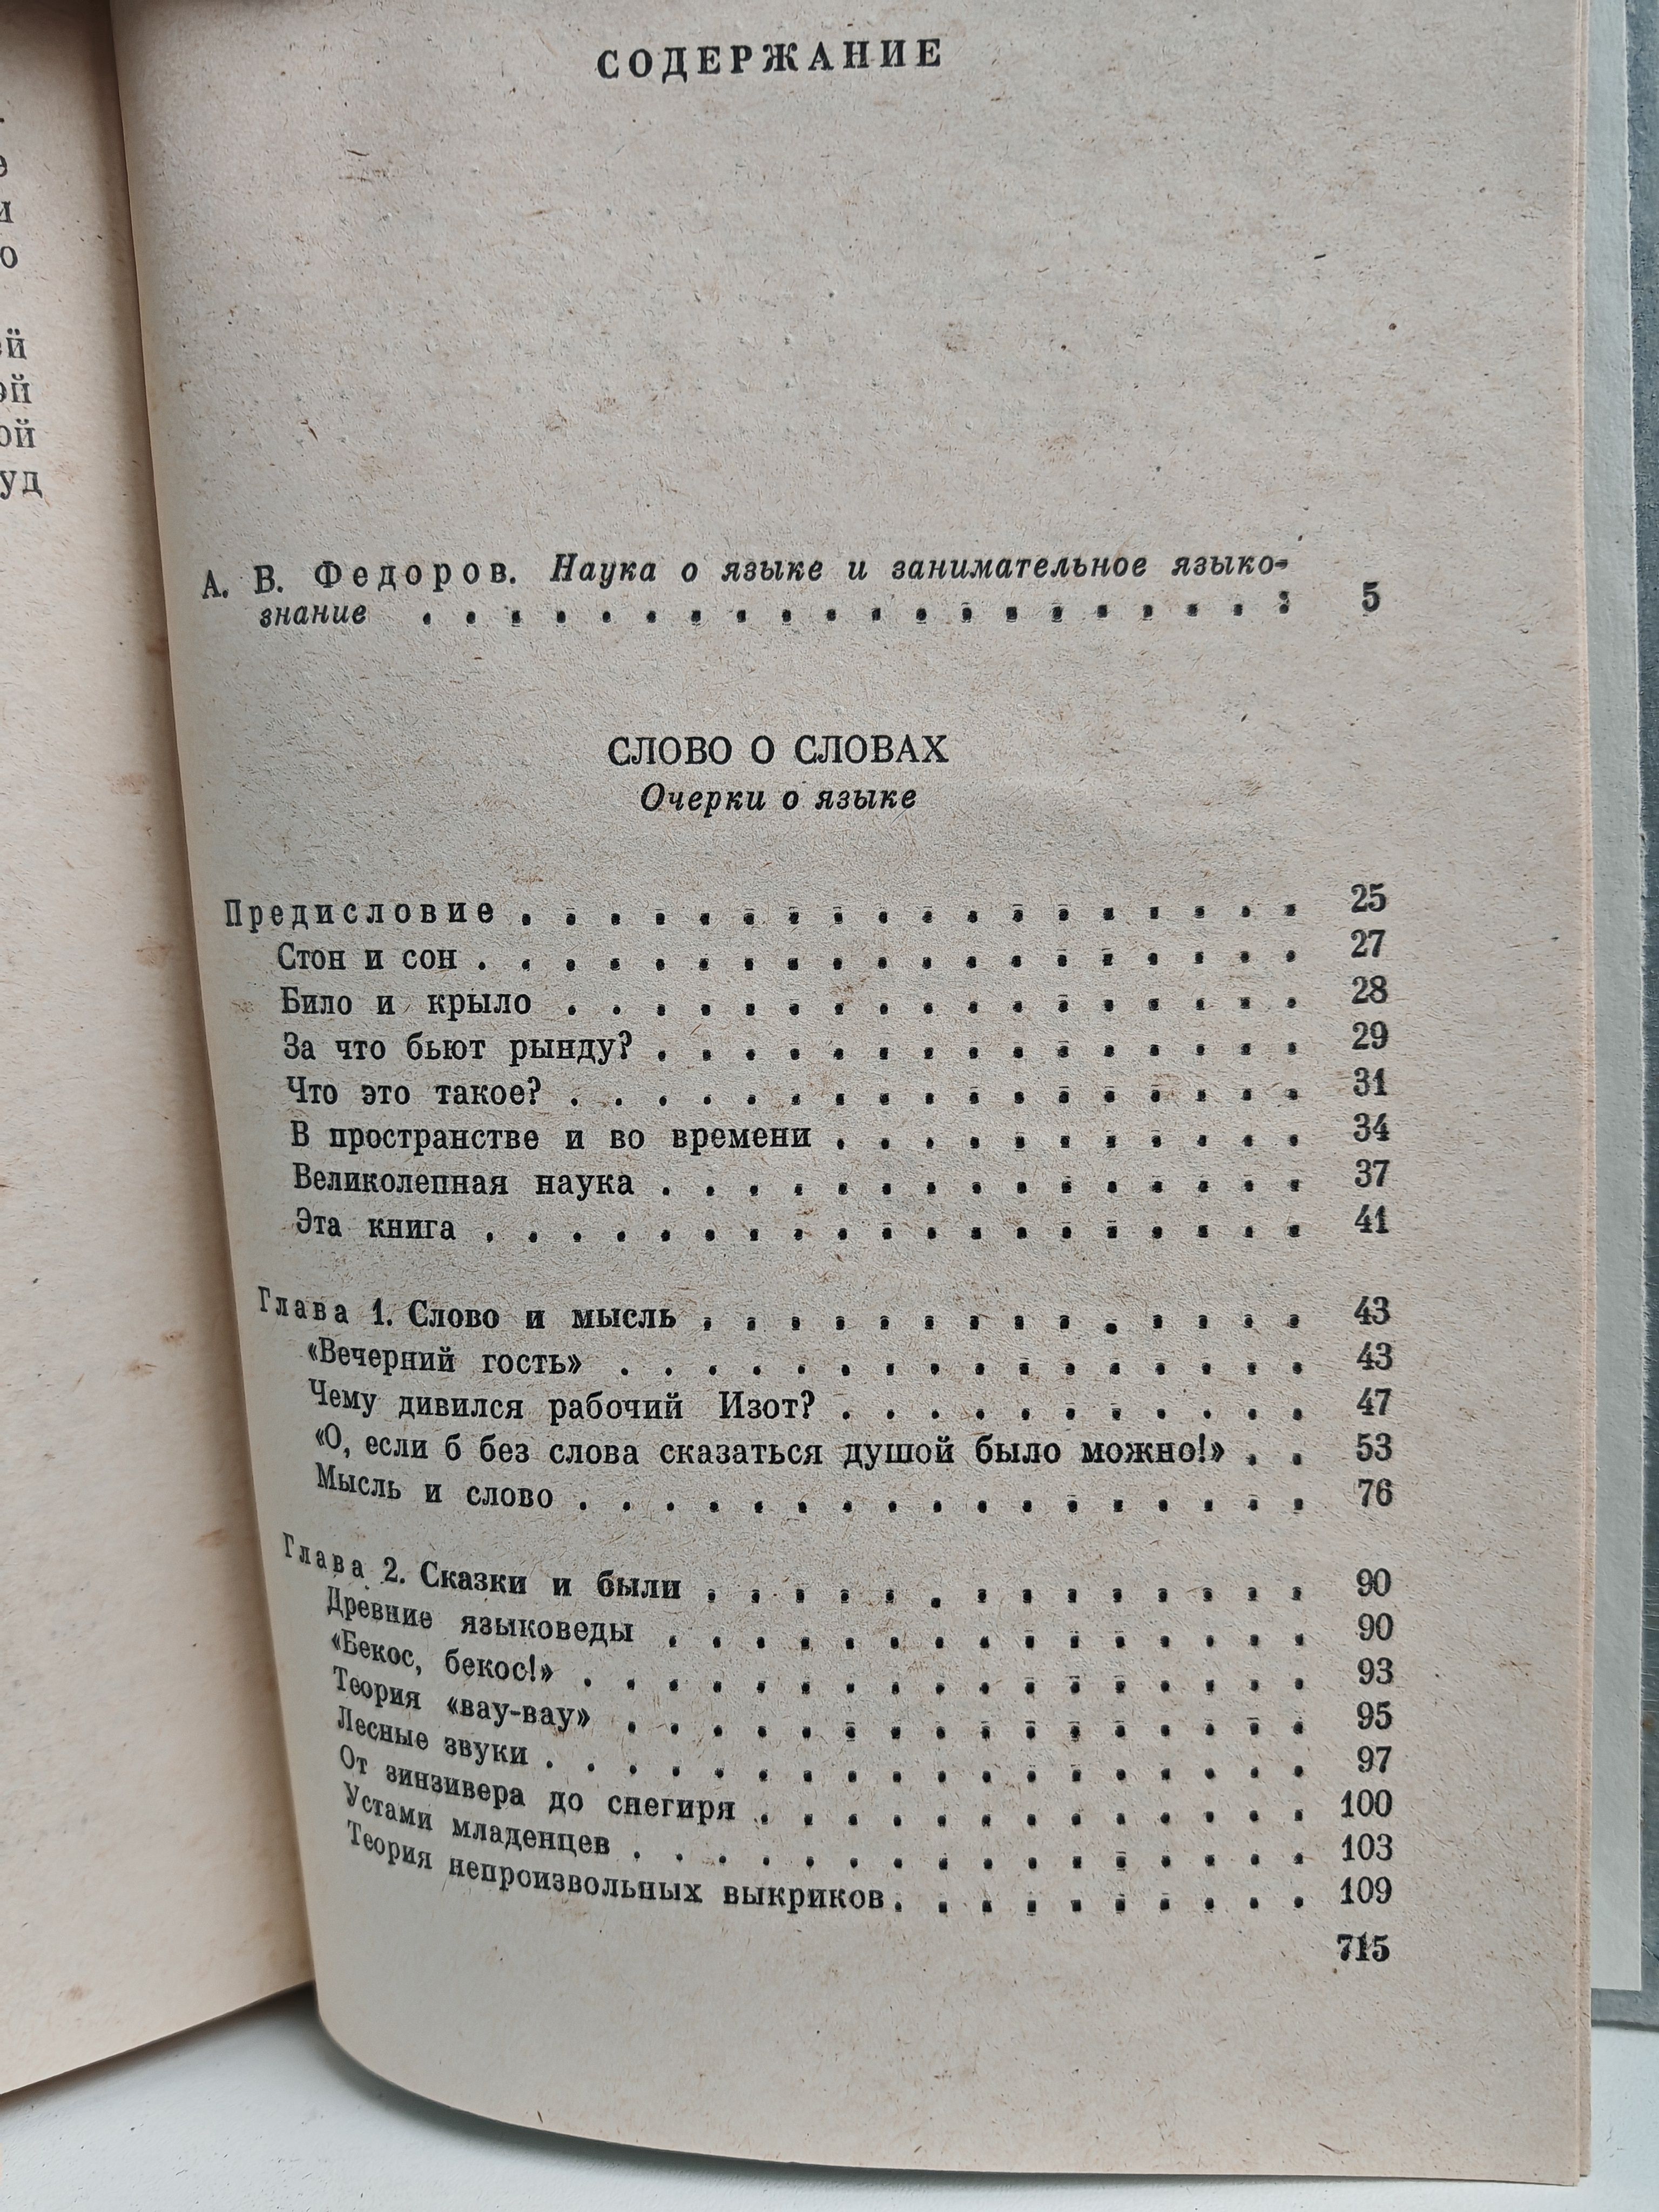 СОДЕРЖАНИЕ
А. В. Федоров. Наука о языке и занимательное языко-
знание . . . . . . . . . . . . . . . . . . . . 5
СЛОВО О СЛОВАХ
Очерки о языке
Предисловие . . . . . . . . . . . . . . . . . . 25
Стон и сон . . . . . . . . . . . . . . . . . . . 27
Било и крыло . . . . . . . . . . . . . . . . . 28
За что бьют рынду? . . . . . . . . . . . . . . . 29
Что это такое? . . . . . . . . . . . . . . . . . 31
В пространстве и во времени . . . . . . . . . . . 34
Великолепная наука . . . . . . . . . . . . . . . 37
Эта книга . . . . . . . . . . . . . . . . . . . 41
Глава 1. Слово и мысль . . . . . . . . . . . . . . 43
«Вечерний гость» . . . . . . . . . . . . . . . . 43
Чему дивился рабочий Изот? . . . . . . . . . . . 47
«О, если б без слова сказаться душой было можно!» . . 53
Мысль и слово . . . . . . . . . . . . . . . . . 76
Глава 2. Сказки и были . . . . . . . . . . . . . . 90
Древние языковеды . . . . . . . . . . . . . . . 90
«Бекос, бекос!» . . . . . . . . . . . . . . . . . 93
Теория «вау-вау» . . . . . . . . . . . . . . . . 95
Лесные звуки . . . . . . . . . . . . . . . . . . 97
От зинзивера до снегиря . . . . . . . . . . . . . 100
Устами младенцев . . . . . . . . . . . . . . . . 103
Теория непроизвольных выкриков . . . . . . . . . . 109
715